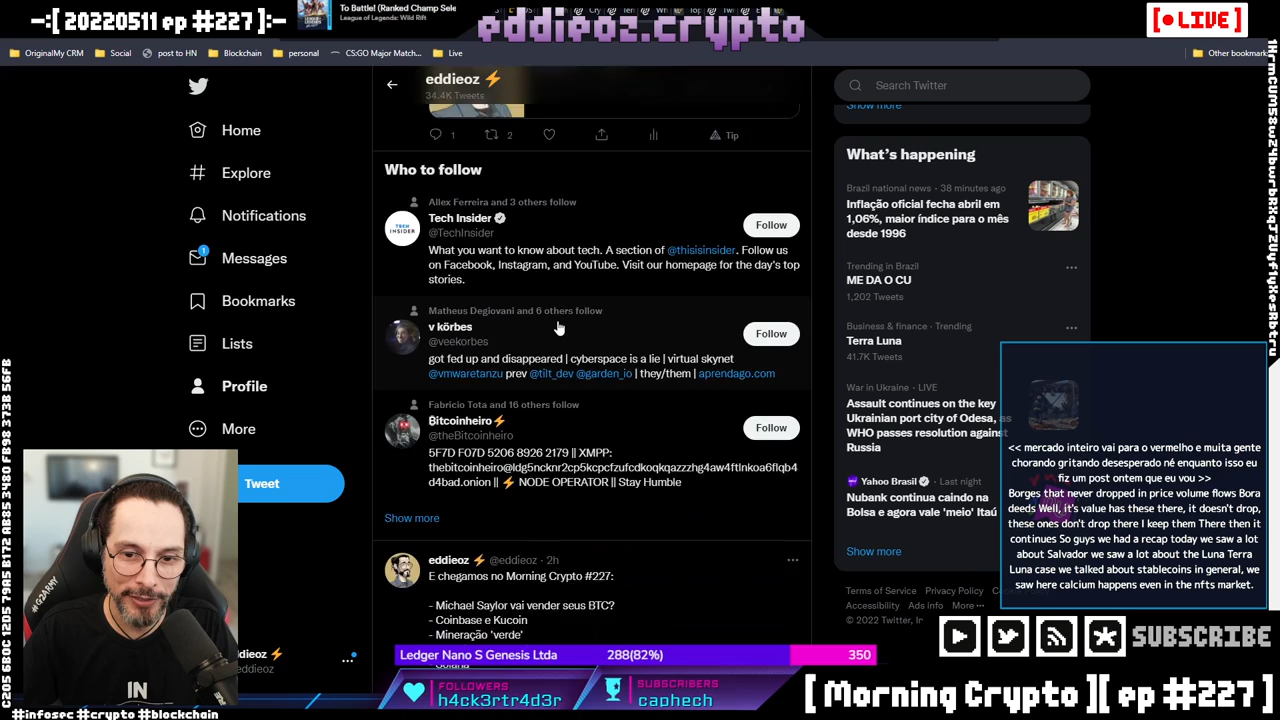 -:[ 20220511 ep #227]:-
To Battle! (Ranked Champ Sele
League of Legends: Wild Rift
eddieoz.crypto
[ LIVE ]
OriginalMy CRM
Social
post to HN
Blockchain
personal
CS:GO Major Match...
Live
Other bookmark
Home
Explore
Notifications
1
Messages
Bookmarks
Lists
Profile
More
Tweet
eddieoz ⚡
34.4K Tweets
1
2
Tip
Who to follow
Allex Ferreira and 3 others follow
Tech Insider
@TechInsider
Follow
What you want to know about tech. A section of @thisisinsider. Follow us
on Facebook, Instagram, and YouTube. Visit our homepage for the day's top
stories.
Matheus Degiovani and 6 others follow
v körbes
@veekorbes
Follow
got fed up and disappeared | cyberspace is a lie | virtual skynet
@vmwaretanzu prev @tilt_dev @garden_io | they/them | aprendago.com
Fabricio Tota and 16 others follow
₿itcoinheiro⚡
@theBitcoinheiro
Follow
5F7D F07D 5206 8926 2179 || XMPP:
thebitcoinheiro@ldg5ncknr2cp5kcpcfzufcdkoqkqazzzhg4aw4ftlnkoa6flqb4
d4bad.onion || ⚡ NODE OPERATOR || Stay Humble
Show more
eddieoz ⚡ @eddieoz · 2h
E chegamos no Morning Crypto #227:
- Michael Saylor vai vender seus BTC?
- Coinbase e Kucoin
- Mineração 'verde'
Search Twitter
Show more
What's happening
Brazil national news · 38 minutes ago
Inflação oficial fecha abril em
1,06%, maior índice para o mês
desde 1996
Trending in Brazil
ME DA O CU
1,202 Tweets
Business & finance · Trending
Terra Luna
41.7K Tweets
War in Ukraine · LIVE
Assault continues on the key
Ukrainian port city of Odesa, as
WHO passes resolution against
Russia
Yahoo Brasil · Last night
Nubank continua caindo na
Bolsa e agora vale 'meio' Itaú
Show more
Terms of Service Privacy Policy
Accessibility Ads info More
© 2022 Twitter, In
<< mercado inteiro vai para o vermelho e muita gente
chorando gritando desesperado né enquanto isso eu
fiz um post ontem que eu vou >>
Borges that never dropped in price volume flows Bora
deeds Well, it's value has these there, it doesn't drop,
these ones don't drop there I keep them There then it
continues So guys we had a recap today we saw a lot
about Salvador we saw a lot about the Luna Terra
Luna case we talked about stablecoins in general, we
saw here calcium happens even in the nfts market.
SUBSCRIBE
ddieoz ⚡
eddieoz
IN
Ledger Nano S Genesis Ltda
288(82%)
350
FOLLOWERS
h4ck3rtr4d3r
SUBSCRIBERS
caphech
[ Morning Crypto ][ ep #227 ]
#infosec #crypto #blockchain